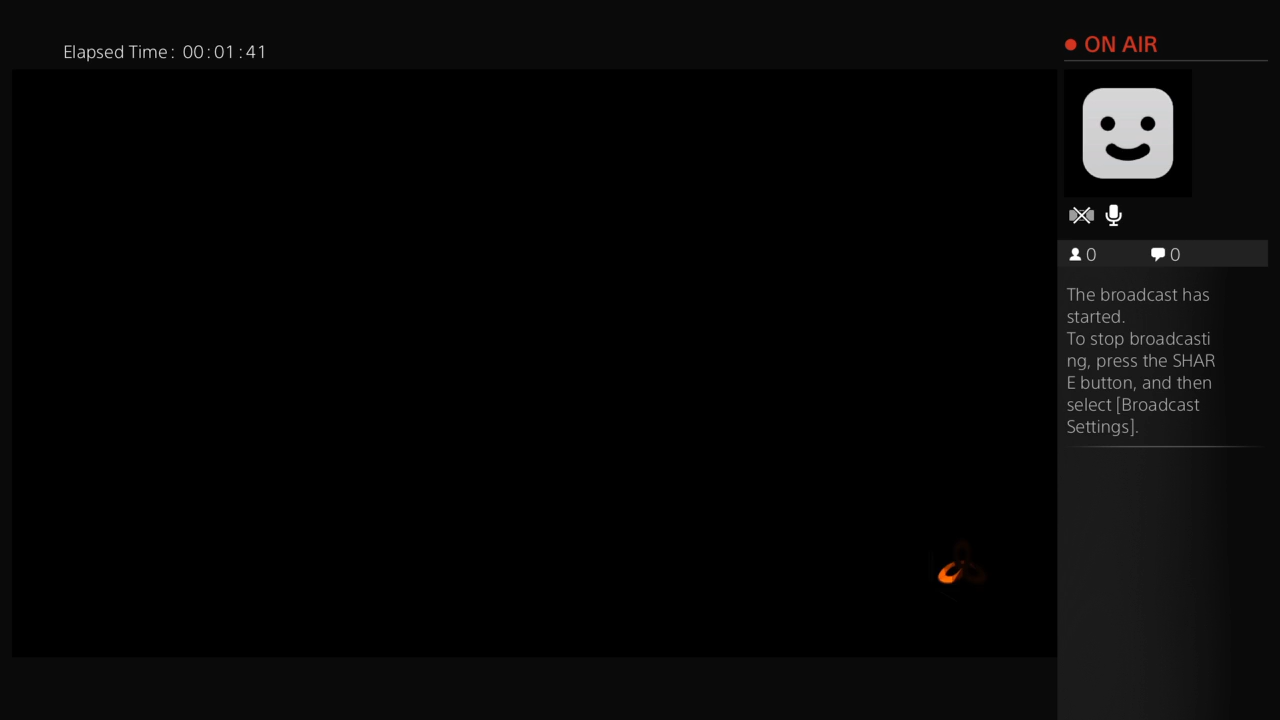 Elapsed Time: 00:01:41
ON AIR
0 0
The broadcast has
started.
To stop broadcasti
ng, press the SHAR
E button, and then
select [Broadcast
Settings].